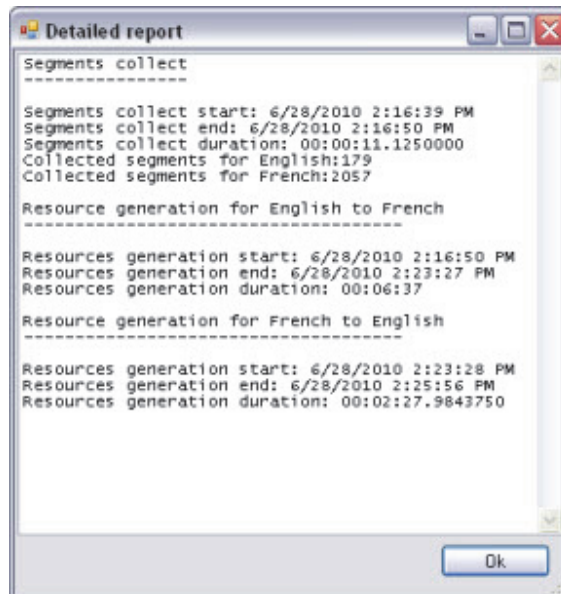 Detailed report
Segments collect
----------------
Segments collect start: 6/28/2010 2:16:39 PM
Segments collect end: 6/28/2010 2:16:50 PM
Segments collect duration: 00:00:11.1250000
Collected segments for English:179
Collected segments for French:2057
Resource generation for English to French
-------------------------------------
Resources generation start: 6/28/2010 2:16:50 PM
Resources generation end: 6/28/2010 2:23:27 PM
Resources generation duration: 00:06:37
Resource generation for French to English
-------------------------------------
Resources generation start: 6/28/2010 2:23:28 PM
Resources generation end: 6/28/2010 2:25:56 PM
Resources generation duration: 00:02:27.9843750
Ok